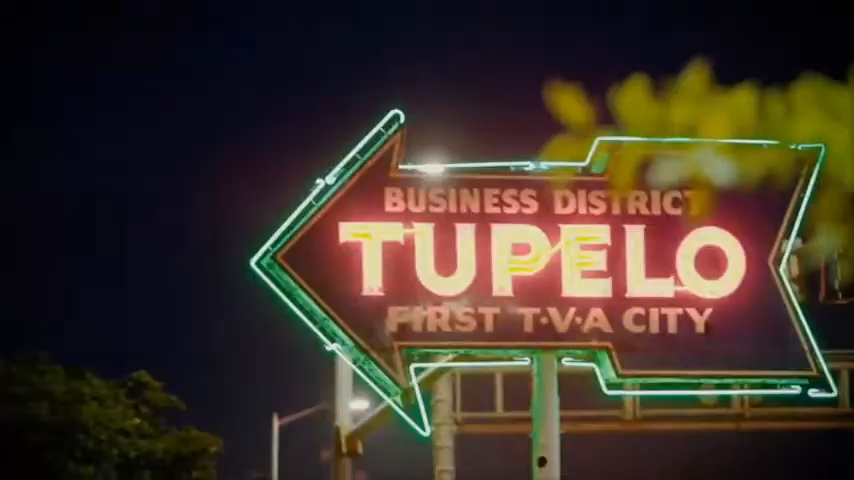 BUSINESS DISTRICT
TUPELO
FIRST T·V·A CITY